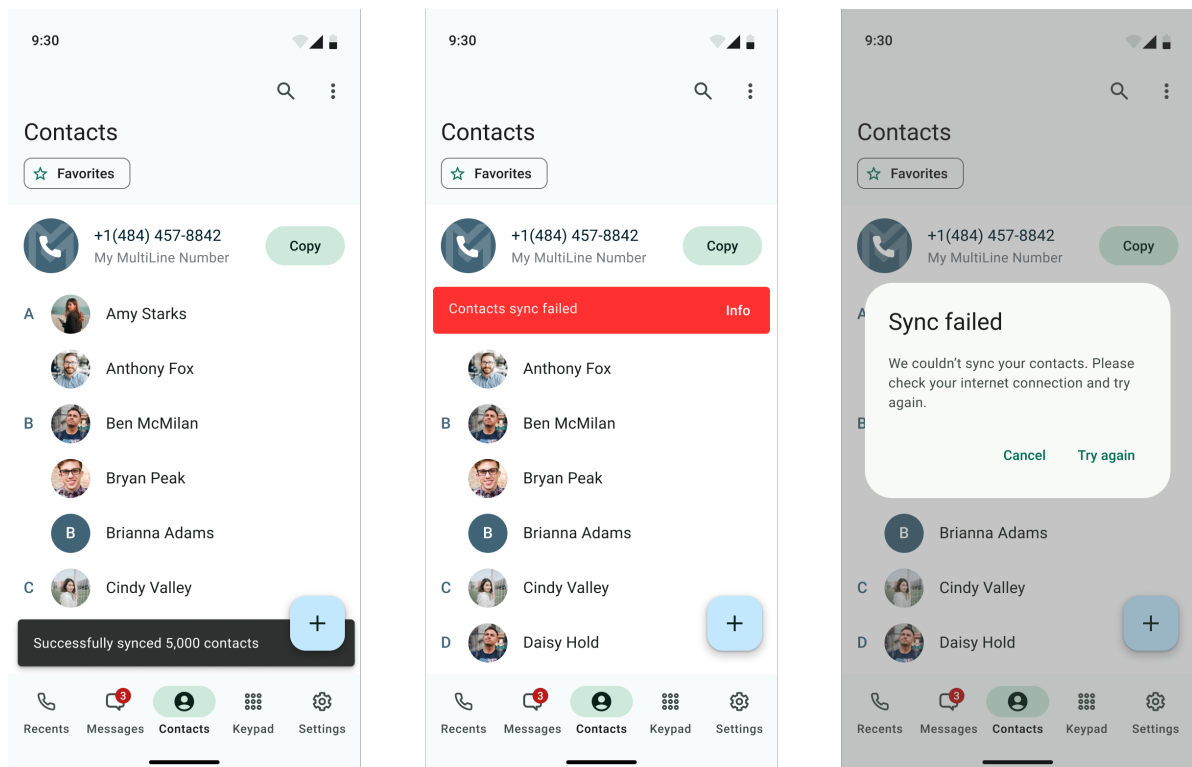 9:30
Contacts
Favorites
+1(484) 457-8842
My MultiLine Number
Copy
A
Amy Starks
Anthony Fox
B
Ben McMilan
Bryan Peak
B
Brianna Adams
C
Cindy Valley
Successfully synced 5,000 contacts
3
Recents
Messages
Contacts
Keypad
Settings
9:30
Contacts
Favorites
+1(484) 457-8842
My MultiLine Number
Copy
Contacts sync failed
Info
Anthony Fox
B
Ben McMilan
Bryan Peak
B
Brianna Adams
C
Cindy Valley
D
Daisy Hold
3
Recents
Messages
Contacts
Keypad
Settings
9:30
Contacts
Favorites
+1(484) 457-8842
My MultiLine Number
Copy
A
Sync failed
We couldn't sync your contacts. Please
check your internet connection and try
again.
B
Cancel
Try again
B
Brianna Adams
C
Cindy Valley
D
Daisy Hold
3
Recents
Messages
Contacts
Keypad
Settings